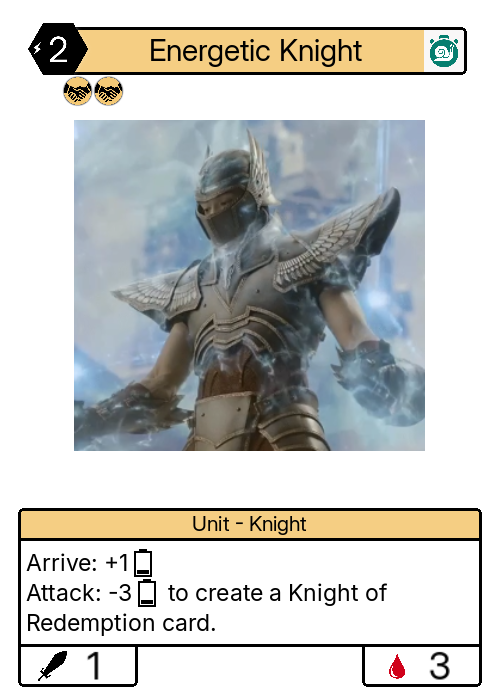 2
Energetic Knight
Unit - Knight
Arrive: +1
Attack: -3 to create a Knight of
Redemption card.
1
3